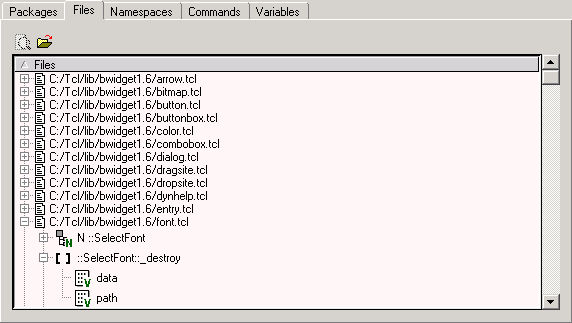 Packages Files Namespaces Commands Variables
Files
C:/Tcl/lib/bwidget1.6/arrow.tcl
C:/Tcl/lib/bwidget1.6/bitmap.tcl
C:/Tcl/lib/bwidget1.6/button.tcl
C:/Tcl/lib/bwidget1.6/buttonbox.tcl
C:/Tcl/lib/bwidget1.6/color.tcl
C:/Tcl/lib/bwidget1.6/combobox.tcl
C:/Tcl/lib/bwidget1.6/dialog.tcl
C:/Tcl/lib/bwidget1.6/dragsite.tcl
C:/Tcl/lib/bwidget1.6/dropsite.tcl
C:/Tcl/lib/bwidget1.6/dynhelp.tcl
C:/Tcl/lib/bwidget1.6/entry.tcl
C:/Tcl/lib/bwidget1.6/font.tcl
N N ::SelectFont
[ ] ::SelectFont::_destroy
V data
V path